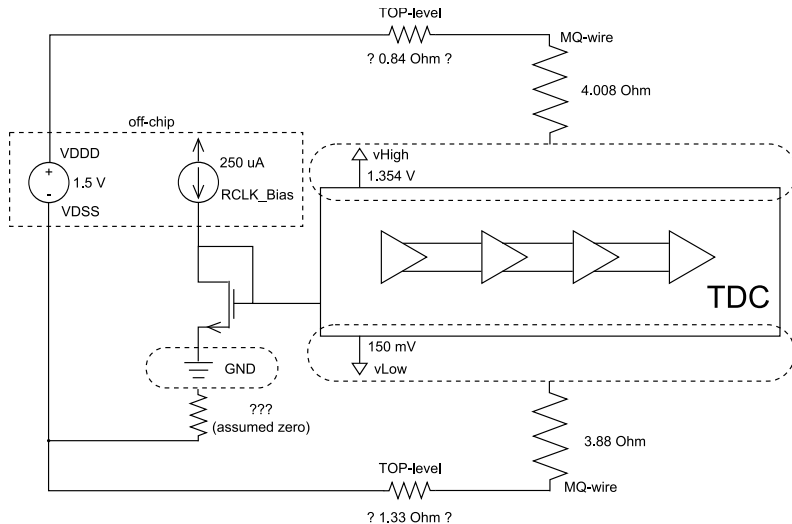 TOP-level
? 0.84 Ohm ?
MQ-wire
4.008 Ohm
off-chip
VDDD
+
1.5 V
-
VDSS
250 uA
RCLK_Bias
vHigh
1.354 V
TDC
150 mV
vLow
GND
???
(assumed zero)
3.88 Ohm
MQ-wire
TOP-level
? 1.33 Ohm ?